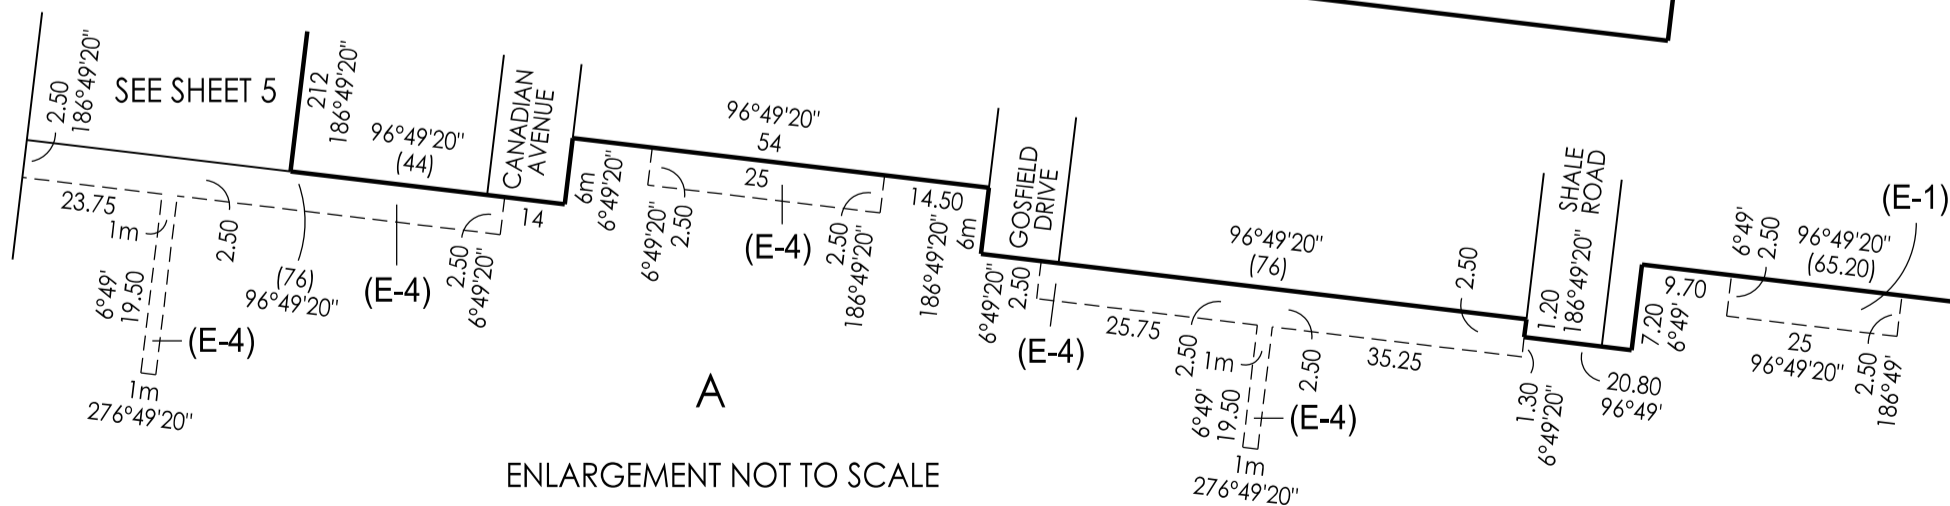 2.50
186°49'20"
SEE SHEET 5
212
186°49'20"
96°49'20"
(44)
CANADIAN
AVENUE
14
6m
6°49'20"
96°49'20"
54
25
14.50
6°49'20"
2.50
(E-4)
2.50
186°49'20"
186°49'20"
6m
GOSFIELD
DRIVE
96°49'20"
(76)
2.50
SHALE
ROAD
1.20
186°49'20"
(E-1)
6°49'
2.50
96°49'20"
(65.20)
9.70
7.20
6°49'
25
96°49'20"
2.50
186°49'
20.80
96°49'
1.30
6°49'20"
23.75
1m
2.50
6°49'
19.50
(76)
96°49'20"
(E-4)
2.50
6°49'20"
(E-4)
1m
276°49'20"
6°49'20"
2.50
(E-4)
25.75
2.50
1m
2.50
35.25
6°49'
19.50
(E-4)
1m
276°49'20"
A
ENLARGEMENT NOT TO SCALE